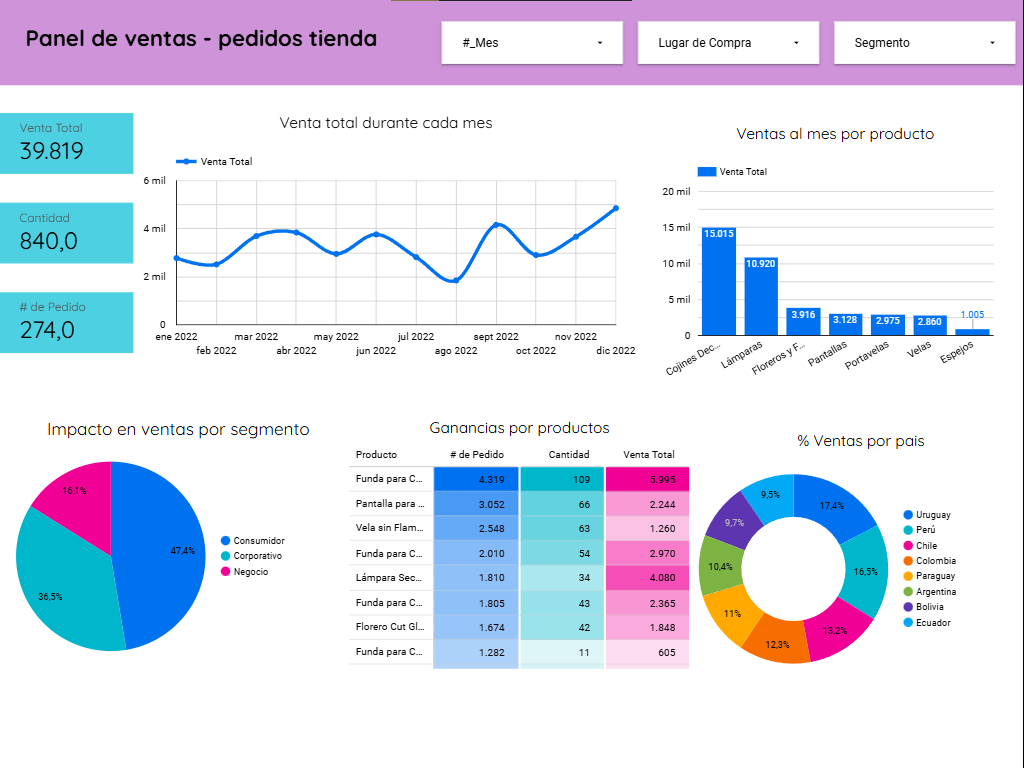 Panel de ventas - pedidos tienda
#_Mes
Lugar de Compra
Segmento
Venta Total
39.819
Cantidad
840,0
# de Pedido
274,0
Venta total durante cada mes
Venta Total
6 mil
4 mil
2 mil
0
ene 2022
feb 2022
mar 2022
abr 2022
may 2022
jun 2022
jul 2022
ago 2022
sept 2022
oct 2022
nov 2022
dic 2022
Ventas al mes por producto
Venta Total
20 mil
15 mil
10 mil
5 mil
0
15.015
10.920
3.916
3.128
2.975
2.860
1.005
Cojines Dec...
Lámparas
Floreros y F...
Pantallas
Portavelas
Velas
Espejos
Impacto en ventas por segmento
16,1%
47,4%
36,5%
Consumidor
Corporativo
Negocio
Ganancias por productos
Producto # de Pedido Cantidad Venta Total
Funda para C... 4.319 109 5.995
Pantalla para ... 3.052 66 2.244
Vela sin Flam... 2.548 63 1.260
Funda para C... 2.010 54 2.970
Lámpara Sec... 1.810 34 4.080
Funda para C... 1.805 43 2.365
Florero Cut Gl... 1.674 42 1.848
Funda para C... 1.282 11 605
% Ventas por pais
17,4%
16,5%
13,2%
12,3%
11%
10,4%
9,7%
9,5%
Uruguay
Perú
Chile
Colombia
Paraguay
Argentina
Bolivia
Ecuador